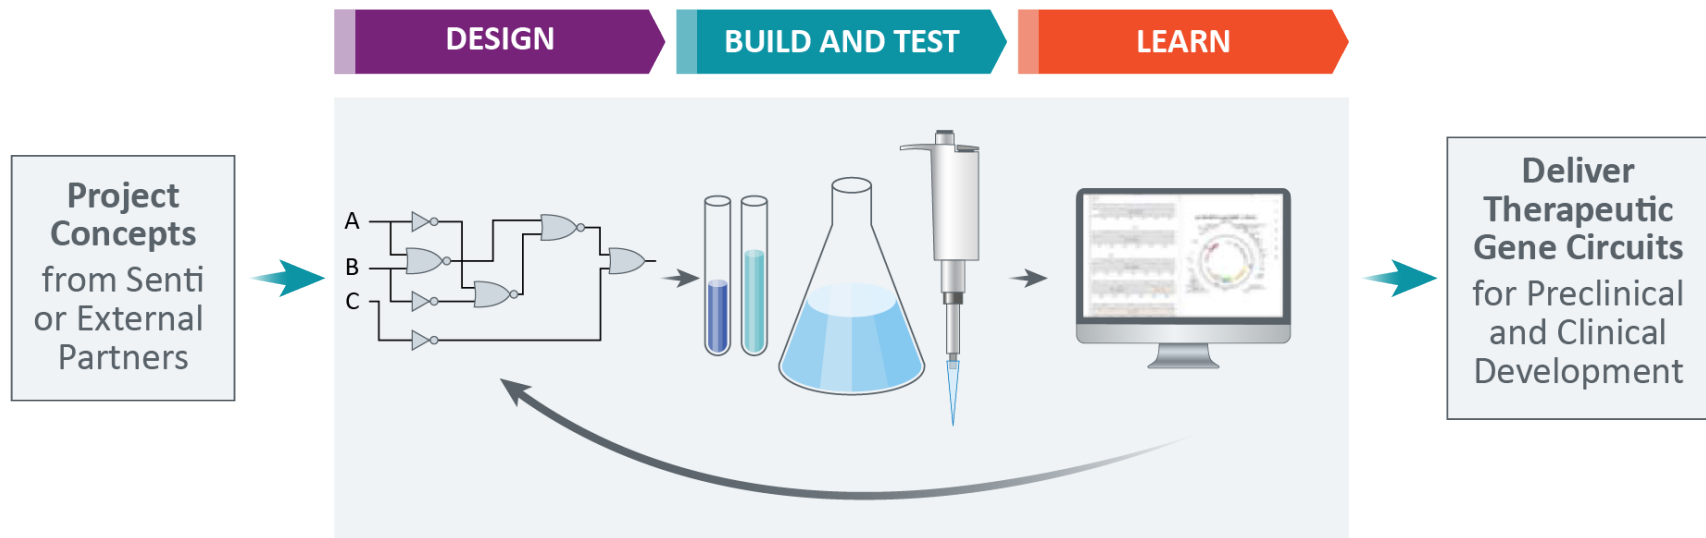 DESIGN
BUILD AND TEST
LEARN
Project
Concepts
from Senti
or External
Partners
A
B
C
Deliver
Therapeutic
Gene Circuits
for Preclinical
and Clinical
Development